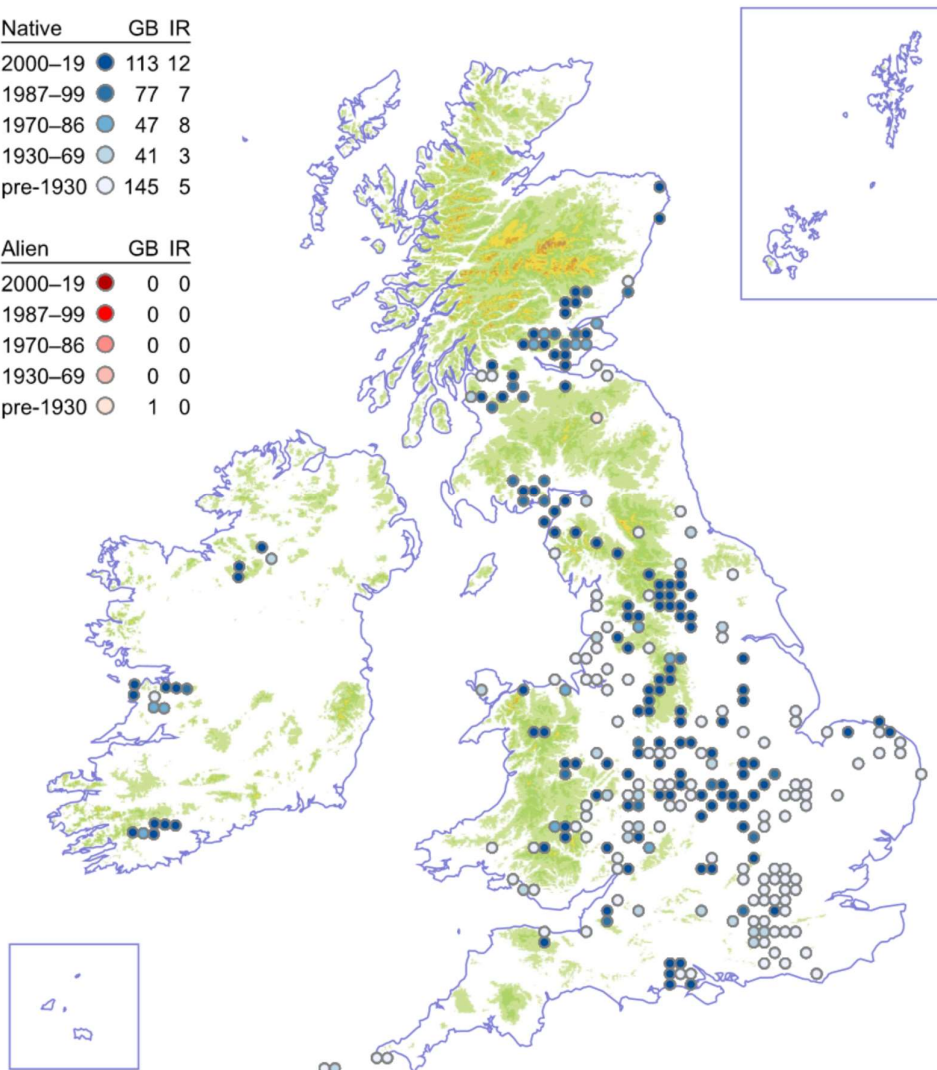 Native GB IR
2000–19 113 12
1987–99 77 7
1970–86 47 8
1930–69 41 3
pre-1930 145 5
Alien GB IR
2000–19 0 0
1987–99 0 0
1970–86 0 0
1930–69 0 0
pre-1930 1 0